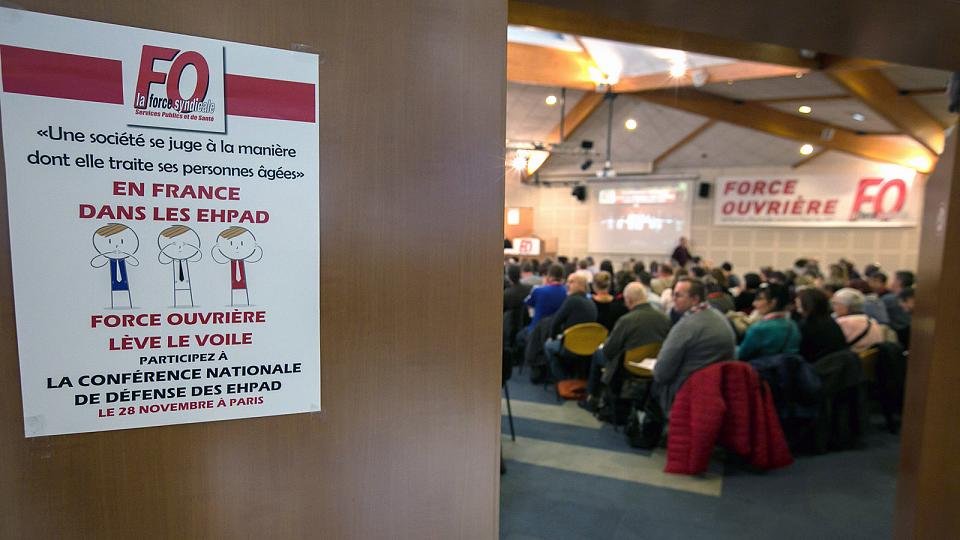 FO
la force syndicale
Services Publics et de Santé
«Une société se juge à la manière
dont elle traite ses personnes âgées»
EN FRANCE
DANS LES EHPAD
FORCE OUVRIÈRE
LÈVE LE VOILE
PARTICIPEZ À
LA CONFÉRENCE NATIONALE
DE DÉFENSE DES EHPAD
LE 28 NOVEMBRE À PARIS
FORCE
OUVRIÈRE
FO
FO